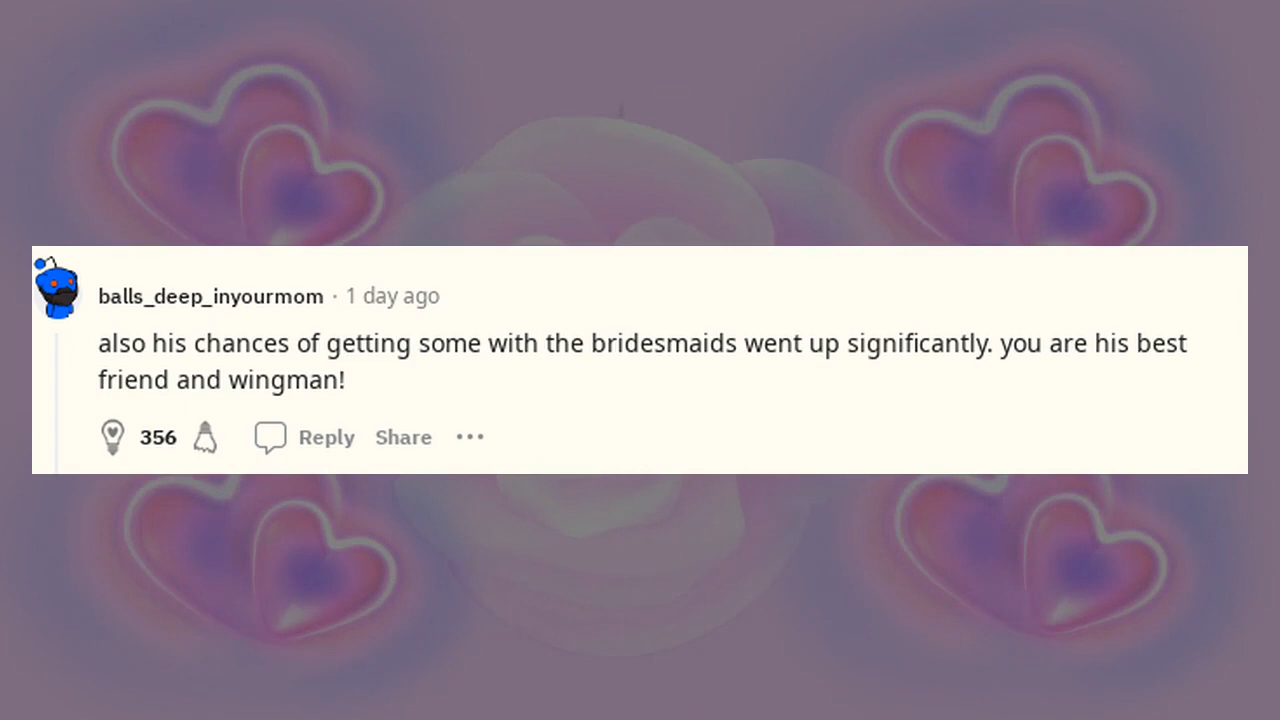 balls_deep_inyourmom · 1 day ago
also his chances of getting some with the bridesmaids went up significantly. you are his best
friend and wingman!
356 Reply Share •••